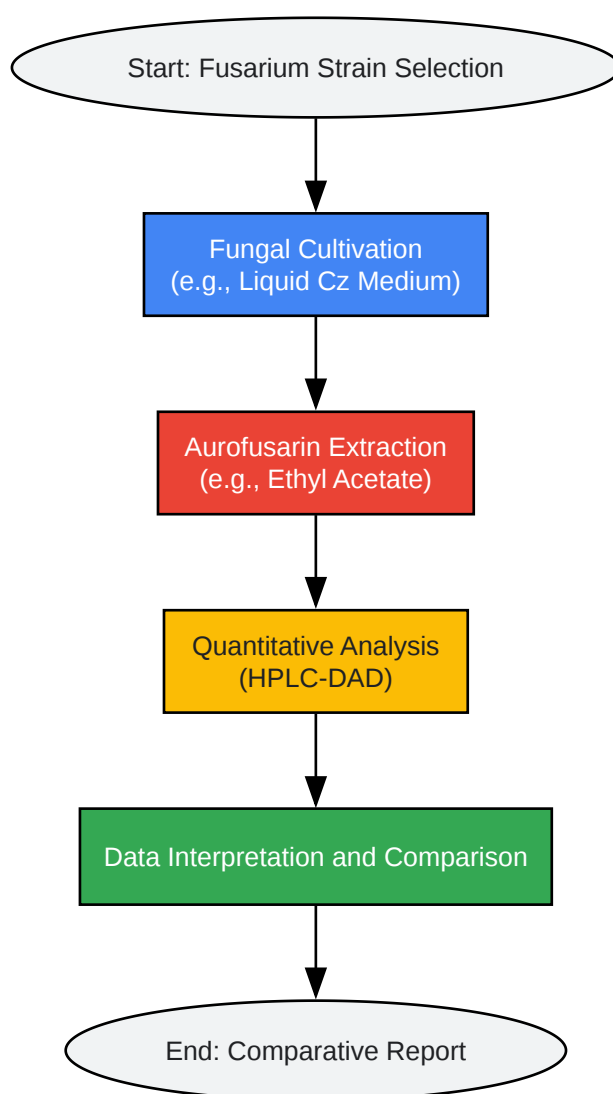 Start: Fusarium Strain Selection
Fungal Cultivation
(e.g., Liquid Cz Medium)
Aurofusarin Extraction
(e.g., Ethyl Acetate)
Quantitative Analysis
(HPLC-DAD)
Data Interpretation and Comparison
End: Comparative Report